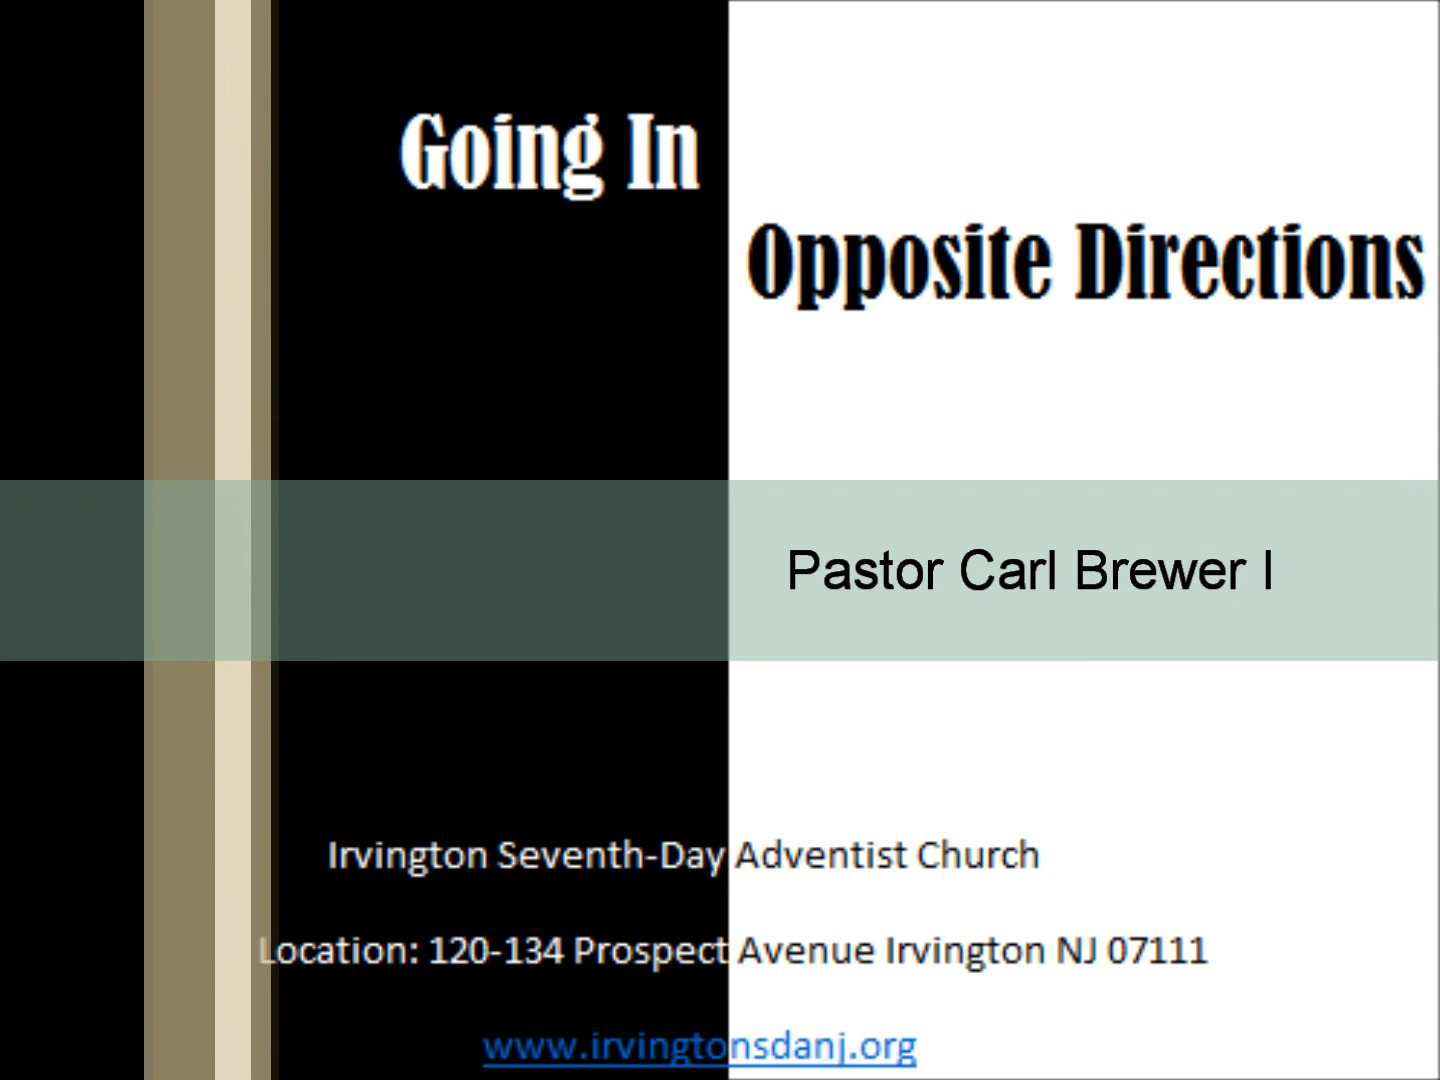 Going In
Opposite Directions
Pastor Carl Brewer I
Irvington Seventh-Day Adventist Church
Location: 120-134 Prospect Avenue Irvington NJ 07111
www.irvingtonsdanj.org